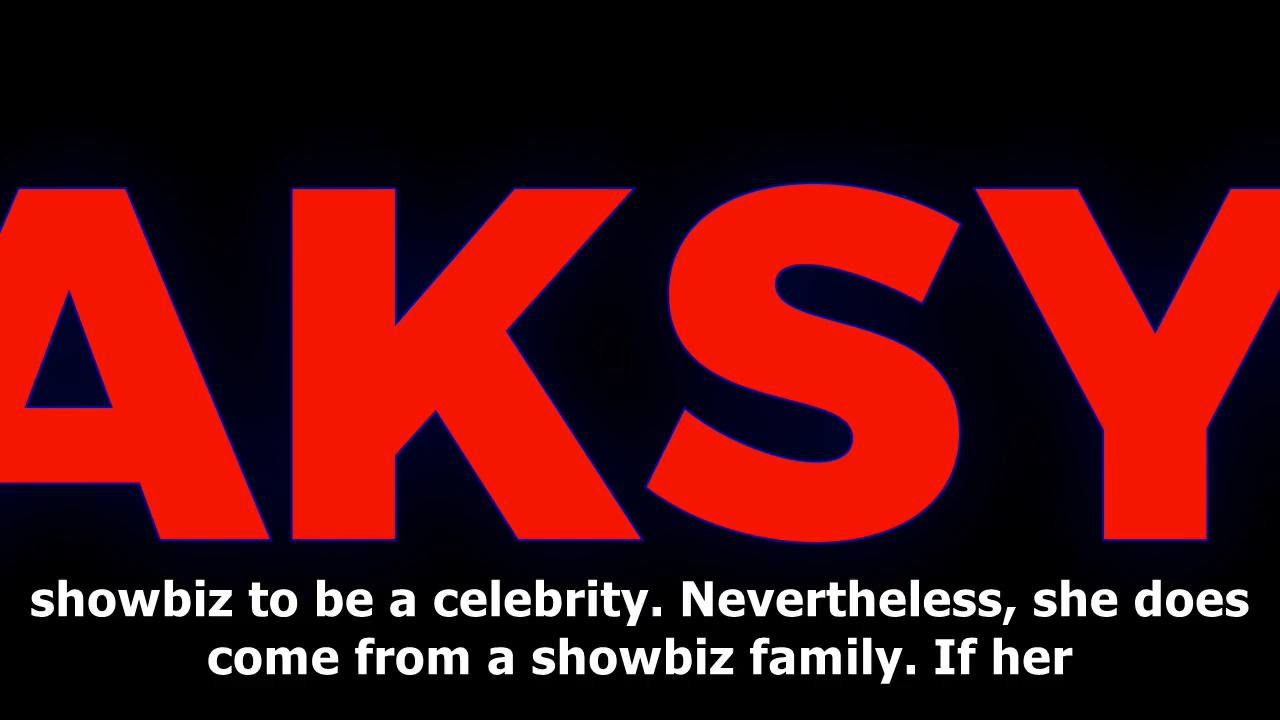 AKSY
showbiz to be a celebrity. Nevertheless, she does
come from a showbiz family. If her